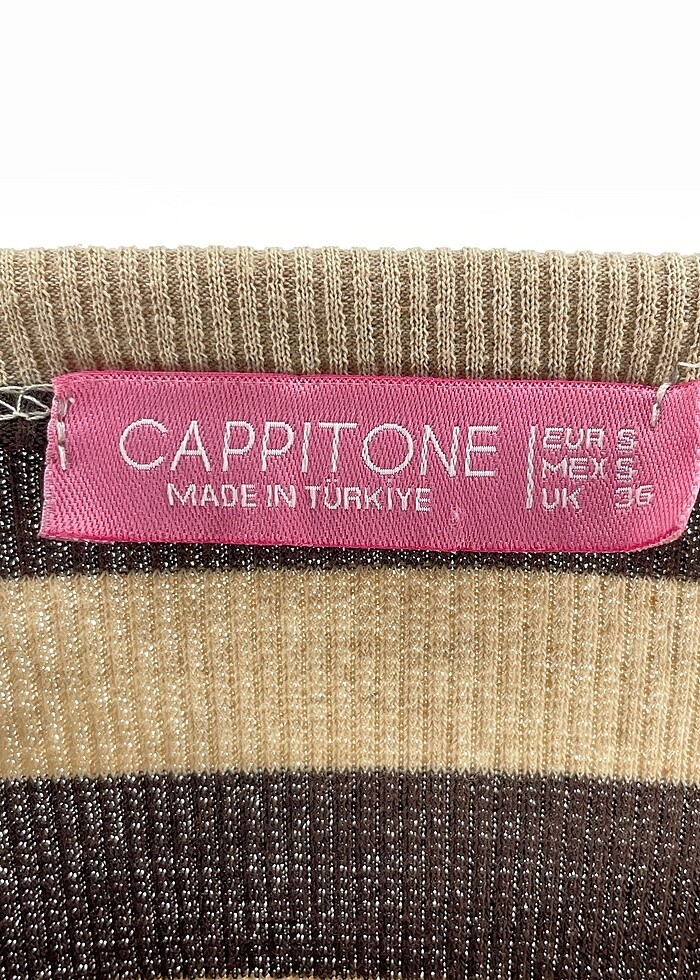 CAPPITONE
MADE IN TÜRKİYE
EUR S
MEX S
UK 36